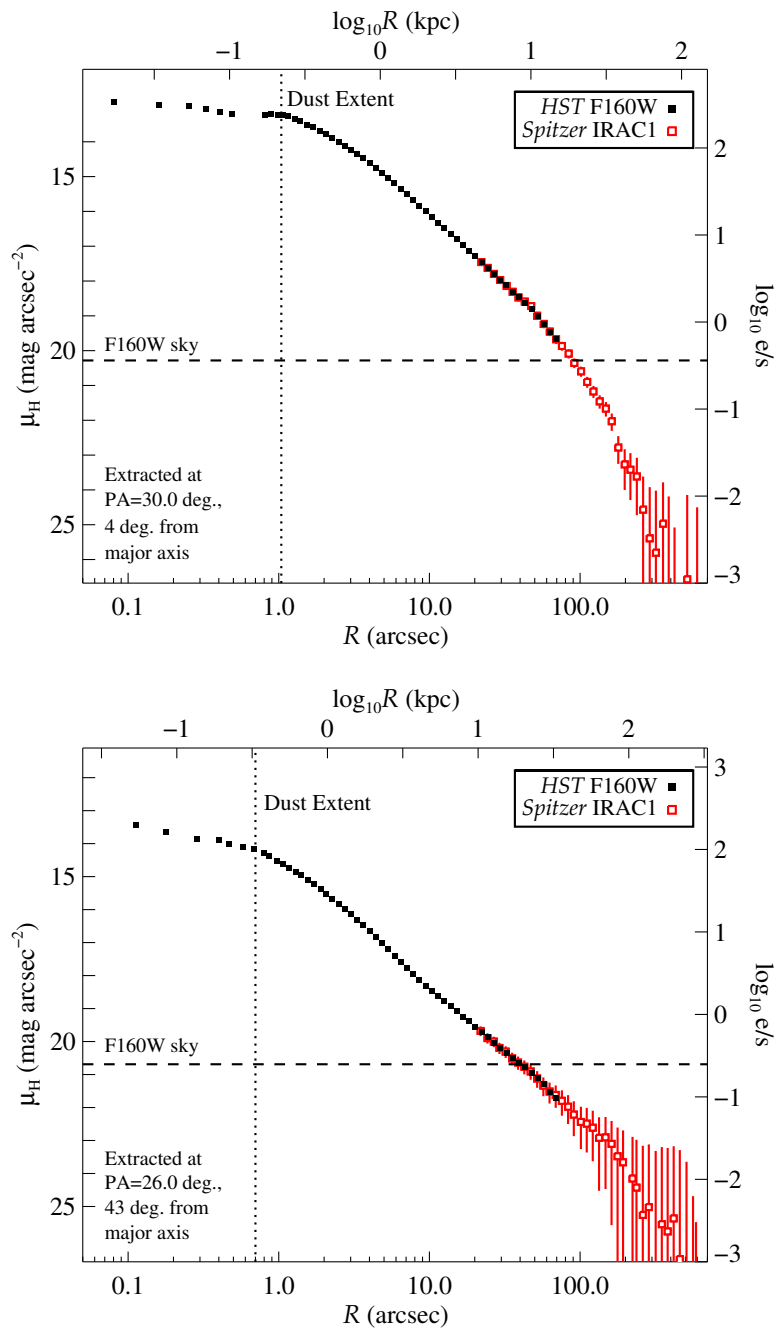 log₁₀R (kpc)
−1 0 1 2
Dust Extent
HST F160W
Spitzer IRAC1
15
20
25
μ_H (mag arcsec⁻²)
F160W sky
2
1
0
−1
−2
−3
log₁₀ e/s
Extracted at
PA=30.0 deg.,
4 deg. from
major axis
0.1 1.0 10.0 100.0
R (arcsec)
log₁₀R (kpc)
−1 0 1 2
Dust Extent
HST F160W
Spitzer IRAC1
15
20
25
μ_H (mag arcsec⁻²)
F160W sky
3
2
1
0
−1
−2
−3
log₁₀ e/s
Extracted at
PA=26.0 deg.,
43 deg. from
major axis
0.1 1.0 10.0 100.0
R (arcsec)